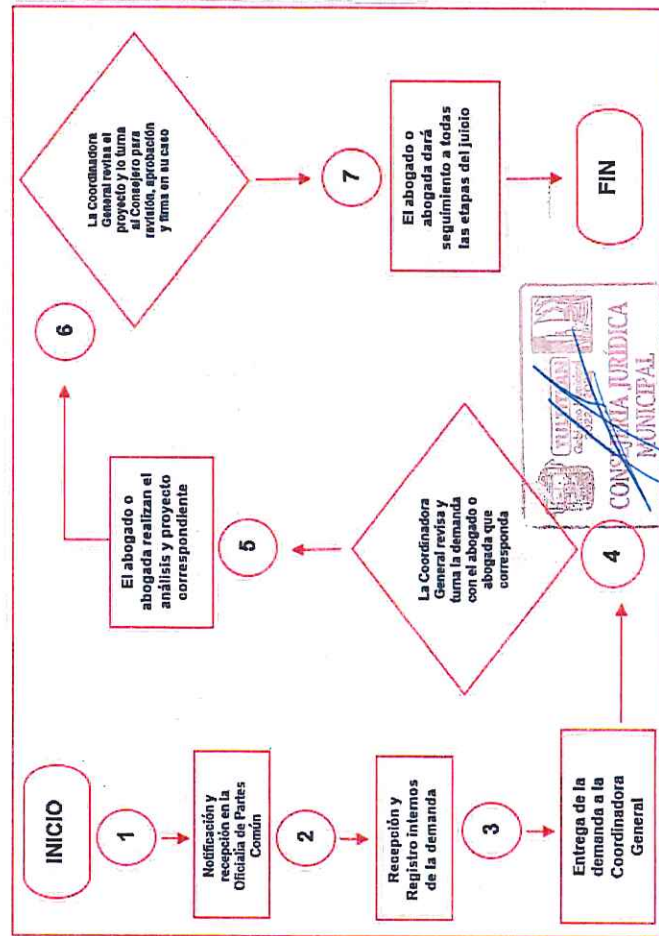 INICIO
1
Notificación y
recepción en la
Oficialía de Partes
Común
2
Recepción y
Registro internos
de la demanda
3
Entrega de la
demanda a la
Coordinadora
General
4
La Coordinadora
General revisa y
turna la demanda
con el abogado o
abogada que
corresponda
5
El abogado o
abogada realizan el
análisis y proyecto
correspondiente
6
La Coordinadora
General revisa el
proyecto y lo turna
al Consejero para
revisión, aprobación
y firma en su caso
7
El abogado o
abogada dará
seguimiento a todas
las etapas del juicio
FIN
CONSEJERÍA JURÍDICA
MUNICIPAL